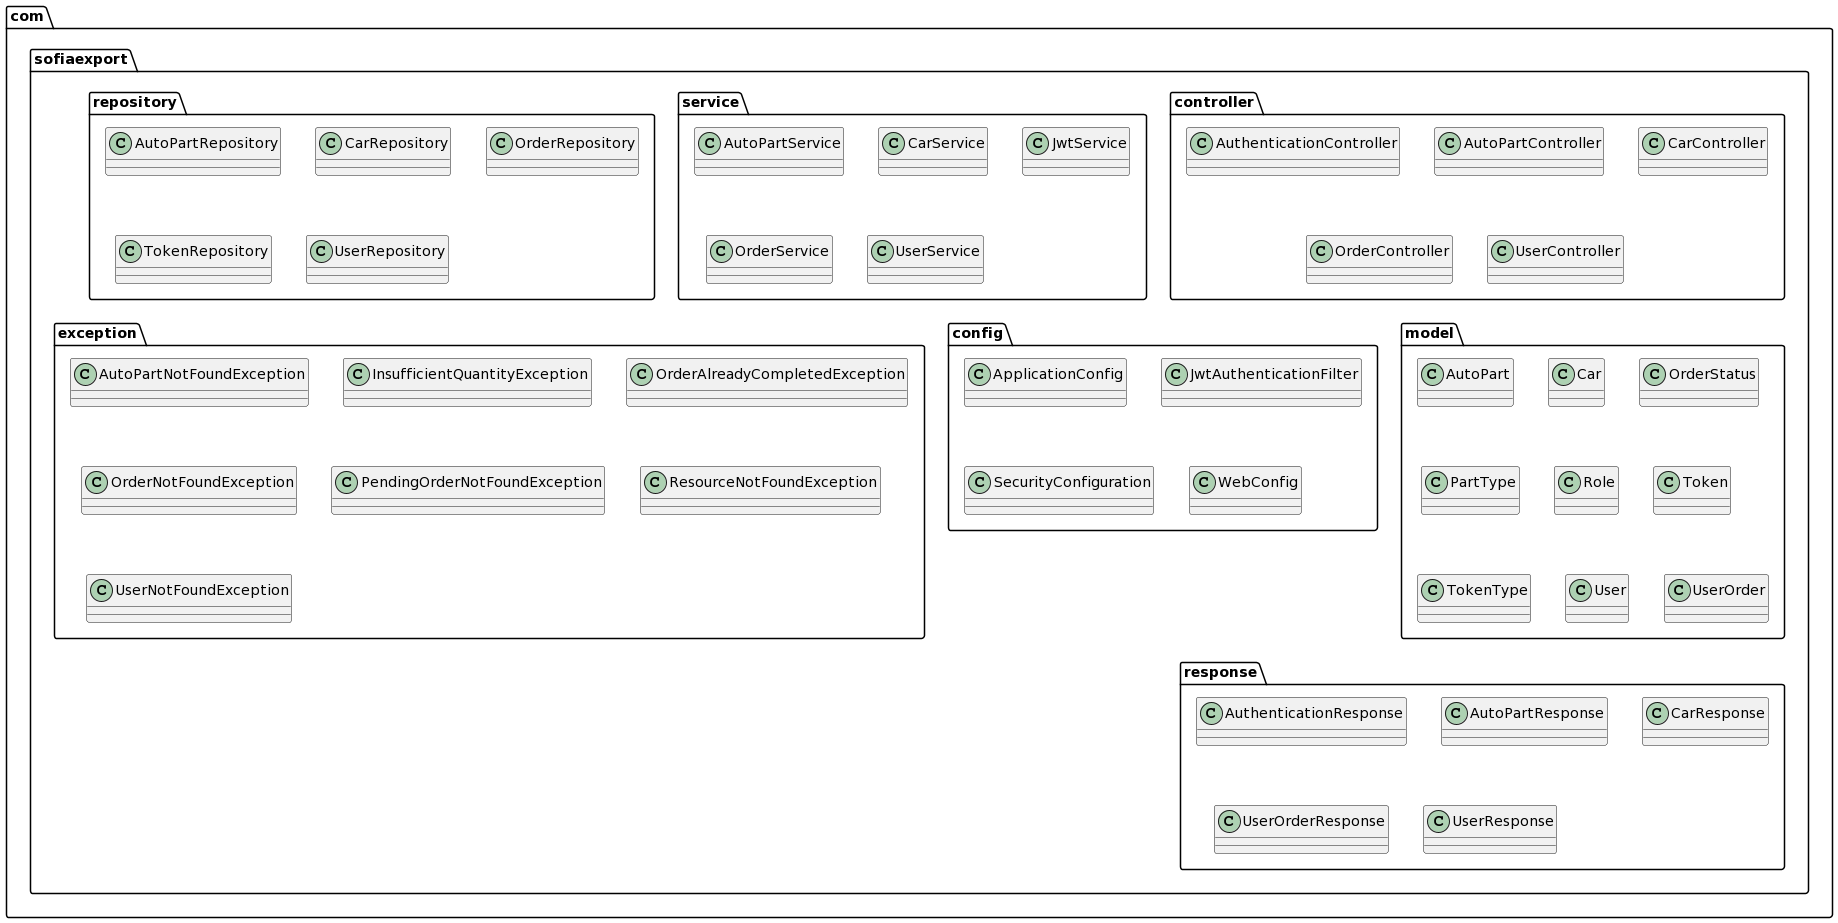 com
sofiaexport
repository
C AutoPartRepository
C CarRepository
C OrderRepository
C TokenRepository
C UserRepository
service
C AutoPartService
C CarService
C JwtService
C OrderService
C UserService
controller
C AuthenticationController
C AutoPartController
C CarController
C OrderController
C UserController
exception
C AutoPartNotFoundException
C InsufficientQuantityException
C OrderAlreadyCompletedException
C OrderNotFoundException
C PendingOrderNotFoundException
C ResourceNotFoundException
C UserNotFoundException
config
C ApplicationConfig
C JwtAuthenticationFilter
C SecurityConfiguration
C WebConfig
model
C AutoPart
C Car
C OrderStatus
C PartType
C Role
C Token
C TokenType
C User
C UserOrder
response
C AuthenticationResponse
C AutoPartResponse
C CarResponse
C UserOrderResponse
C UserResponse